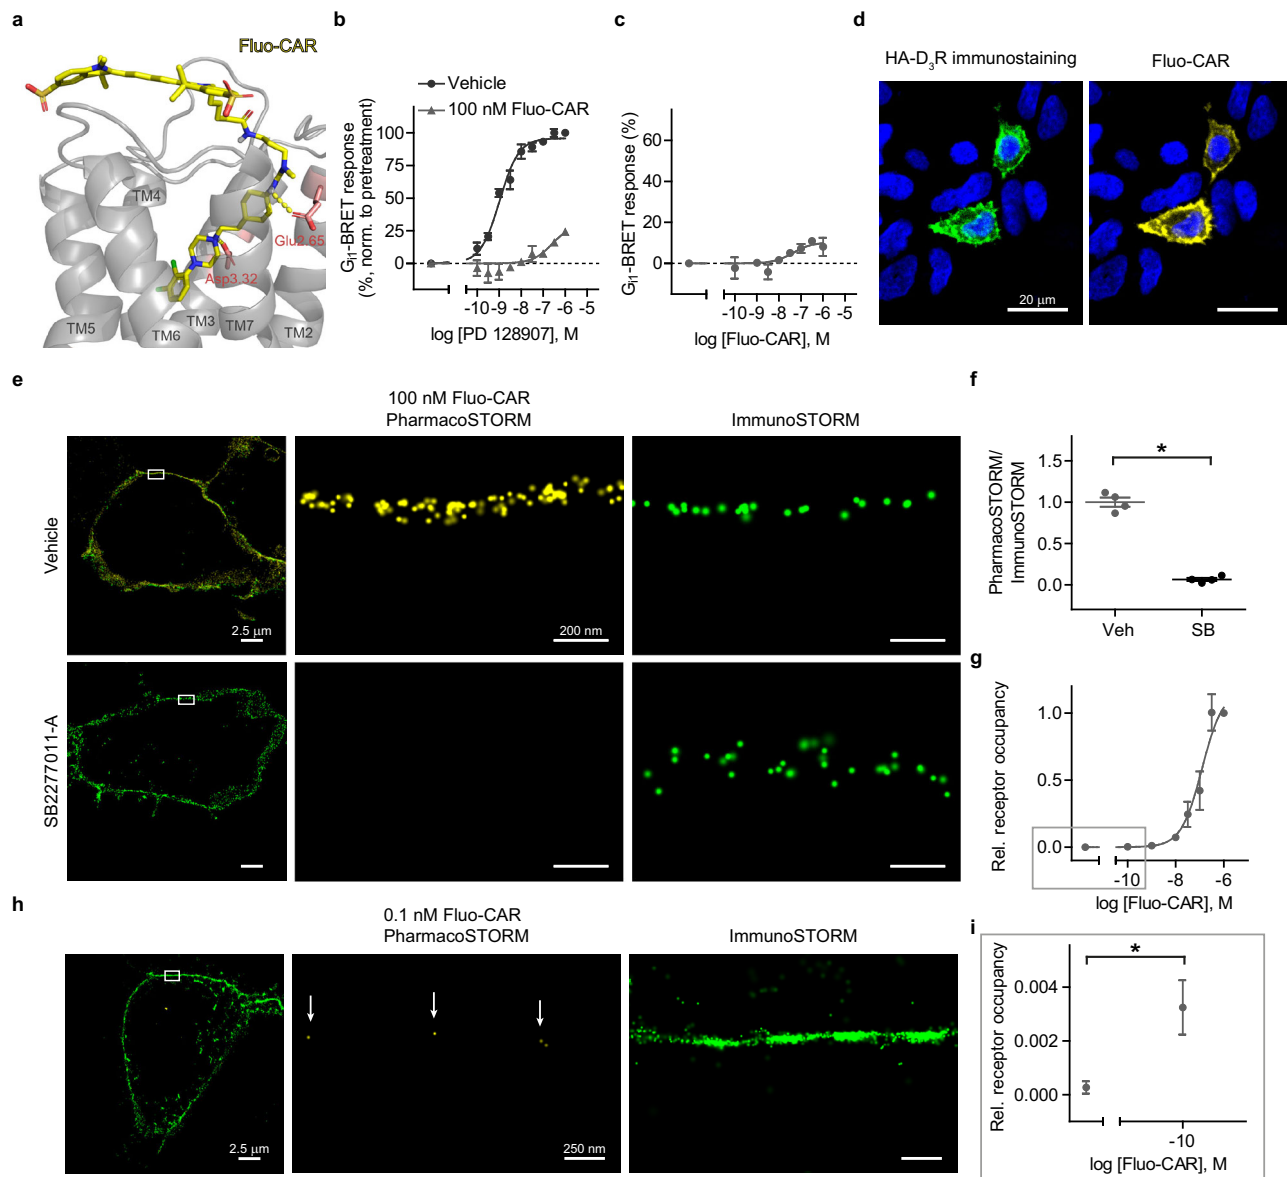 a
Fluo-CAR
TM4
Glu2.65
Asp3.32
TM5
TM6
TM3
TM7
TM2
b
Vehicle
100 nM Fluo-CAR
Gi1-BRET response
(%, norm. to pretreatment)
100
75
50
25
0
-10 -9 -8 -7 -6 -5
log [PD 128907], M
c
Gi1-BRET response (%)
60
40
20
0
-10 -9 -8 -7 -6 -5
log [Fluo-CAR], M
d
HA-D3R immunostaining
Fluo-CAR
20 μm
e
100 nM Fluo-CAR
PharmacoSTORM
ImmunoSTORM
Vehicle
2.5 μm
200 nm
SB2277011-A
f
PharmacoSTORM/
ImmunoSTORM
1.5
1.0
0.5
0.0
*
Veh SB
g
Rel. receptor occupancy
1.0
0.5
0.0
-10 -8 -6
log [Fluo-CAR], M
h
0.1 nM Fluo-CAR
PharmacoSTORM
ImmunoSTORM
2.5 μm
250 nm
i
Rel. receptor occupancy
0.004
0.002
0.000
*
-10
log [Fluo-CAR], M